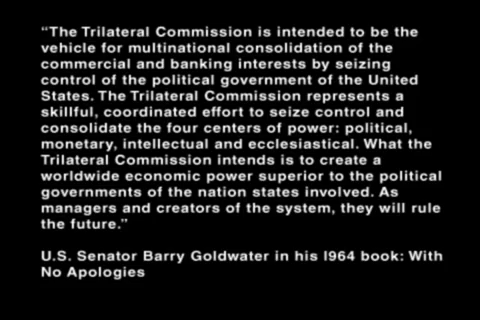 “The Trilateral Commission is intended to be the
vehicle for multinational consolidation of the
commercial and banking interests by seizing
control of the political government of the United
States. The Trilateral Commission represents a
skillful, coordinated effort to seize control and
consolidate the four centers of power: political,
monetary, intellectual and ecclesiastical. What the
Trilateral Commission intends is to create a
worldwide economic power superior to the political
governments of the nation states involved. As
managers and creators of the system, they will rule
the future.”
U.S. Senator Barry Goldwater in his l964 book: With
No Apologies